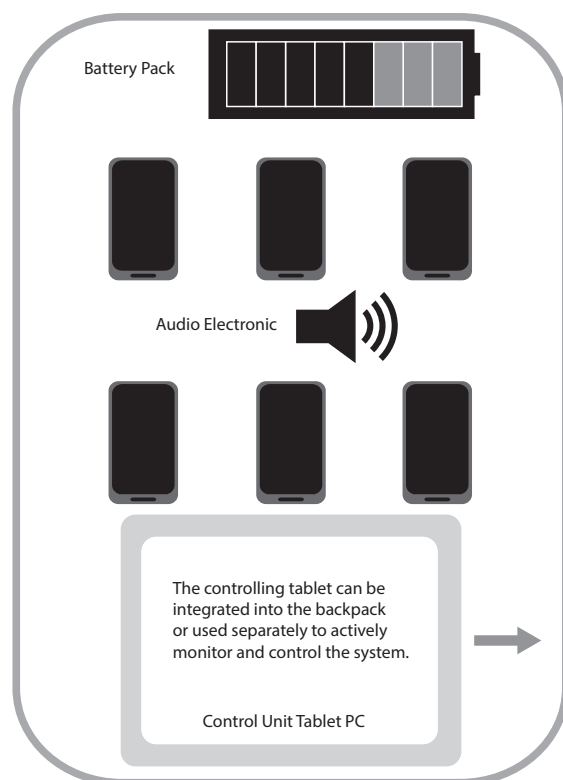 Battery Pack
Audio Electronic
The controlling tablet can be
integrated into the backpack
or used separately to actively
monitor and control the system.
Control Unit Tablet PC